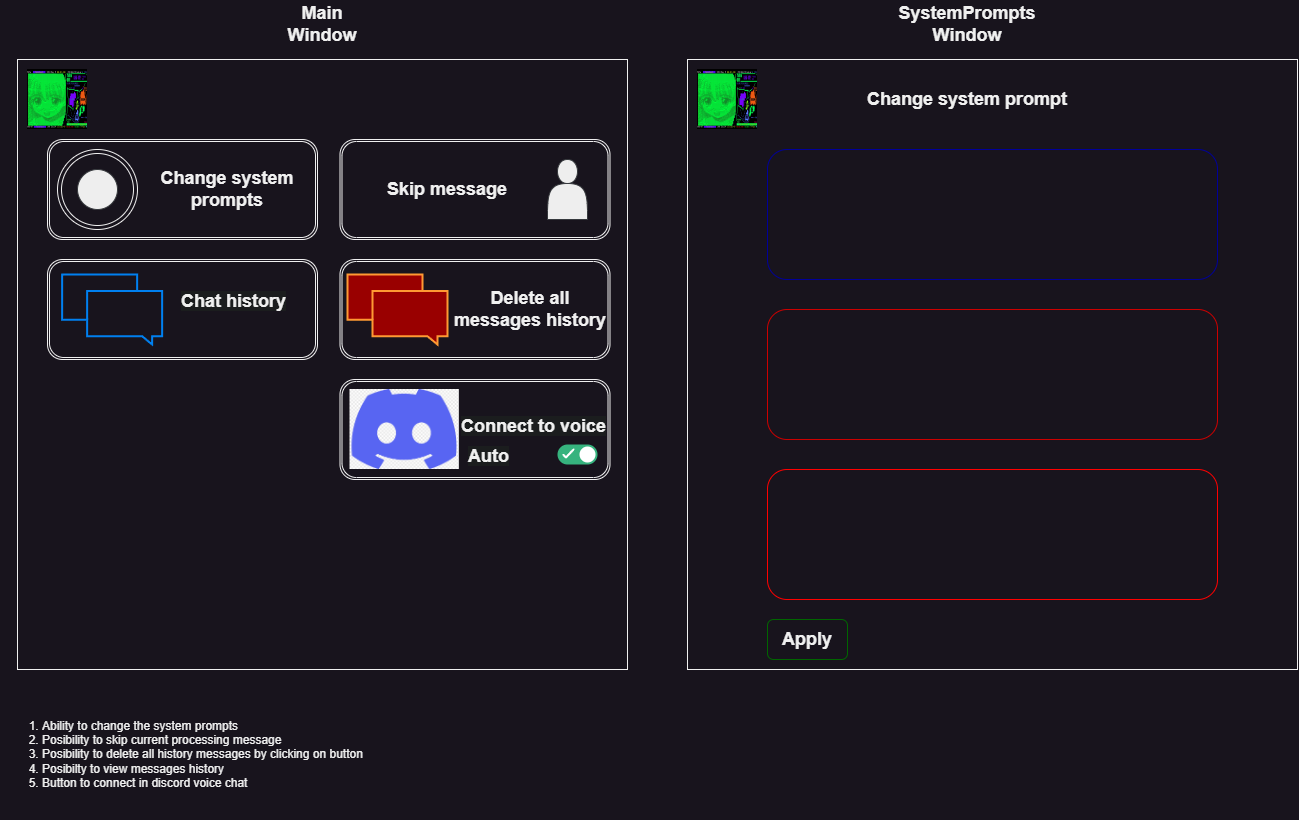 Main
Window
SystemPrompts
Window
Change system
prompts
Skip message
Chat history
Delete all
messages history
Connect to voice
Auto
Change system prompt
Apply
1. Ability to change the system prompts
2. Posibility to skip current processing message
3. Posibility to delete all history messages by clicking on button
4. Posibilty to view messages history
5. Button to connect in discord voice chat